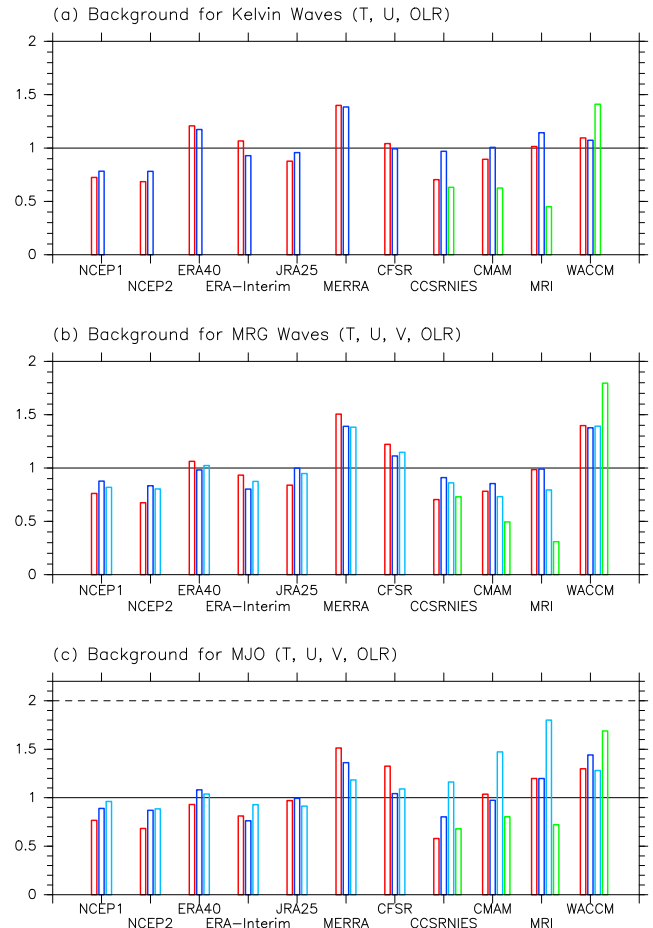 (a) Background for Kelvin Waves (T, U, OLR)
2
1.5
1
0.5
0
NCEP1 ERA40 JRA25 CFSR CMAM WACCM
NCEP2 ERA−Interim MERRA CCSRNIES MRI
(b) Background for MRG Waves (T, U, V, OLR)
2
1.5
1
0.5
0
NCEP1 ERA40 JRA25 CFSR CMAM WACCM
NCEP2 ERA−Interim MERRA CCSRNIES MRI
(c) Background for MJO (T, U, V, OLR)
2
1.5
1
0.5
0
NCEP1 ERA40 JRA25 CFSR CMAM WACCM
NCEP2 ERA−Interim MERRA CCSRNIES MRI